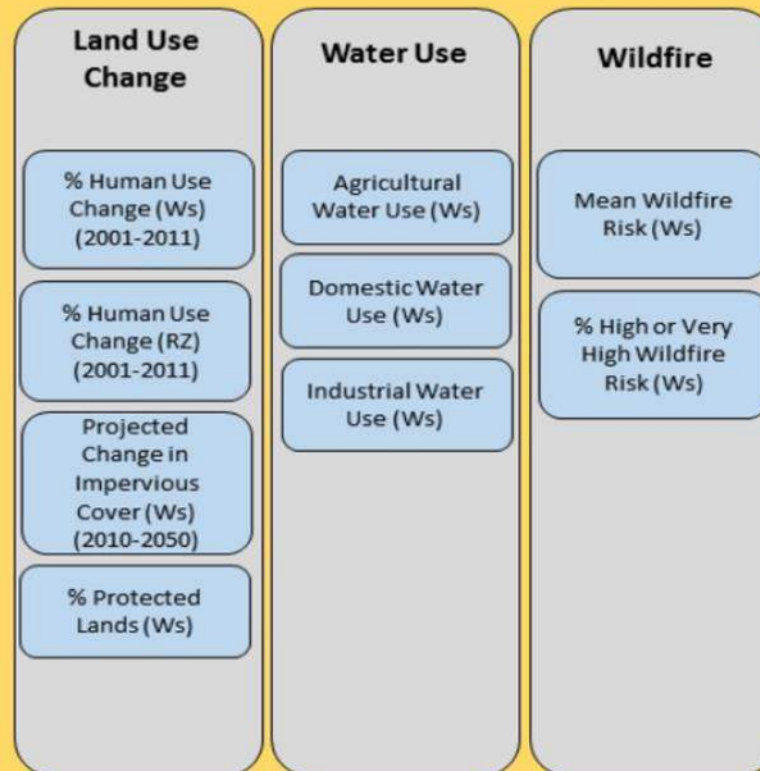 Land Use
Change
% Human Use
Change (Ws)
(2001-2011)
% Human Use
Change (RZ)
(2001-2011)
Projected
Change in
Impervious
Cover (Ws)
(2010-2050)
% Protected
Lands (Ws)
Water Use
Agricultural
Water Use (Ws)
Domestic Water
Use (Ws)
Industrial Water
Use (Ws)
Wildfire
Mean Wildfire
Risk (Ws)
% High or Very
High Wildfire
Risk (Ws)